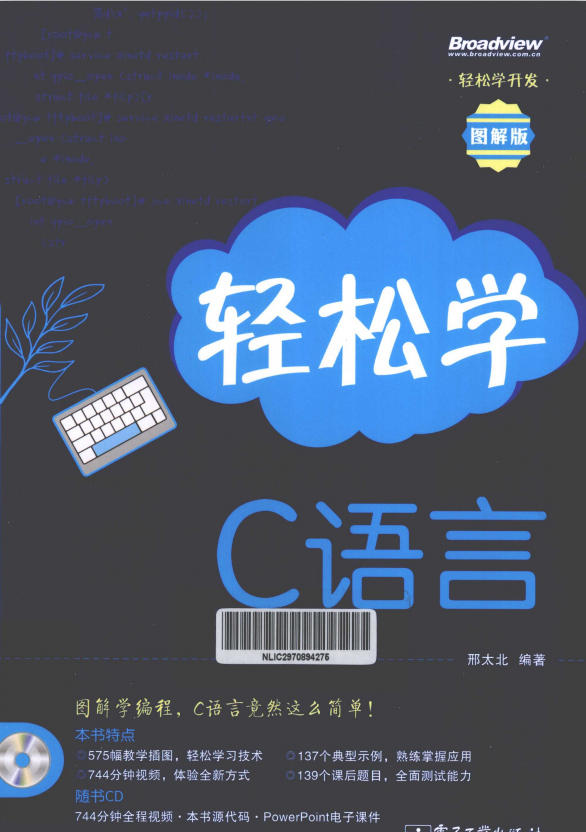 Broadview®
www.broadview.com.cn
·轻松学开发·
图解版
轻松学
C语言
NLIC2970894275
邢太北 编著
图解学编程，C语言竟然这么简单！
本书特点
575幅教学插图，轻松学习技术
137个典型示例，熟练掌握应用
744分钟视频，体验全新方式
139个课后题目，全面测试能力
随书CD
744分钟全程视频·本书源代码·PowerPoint电子课件